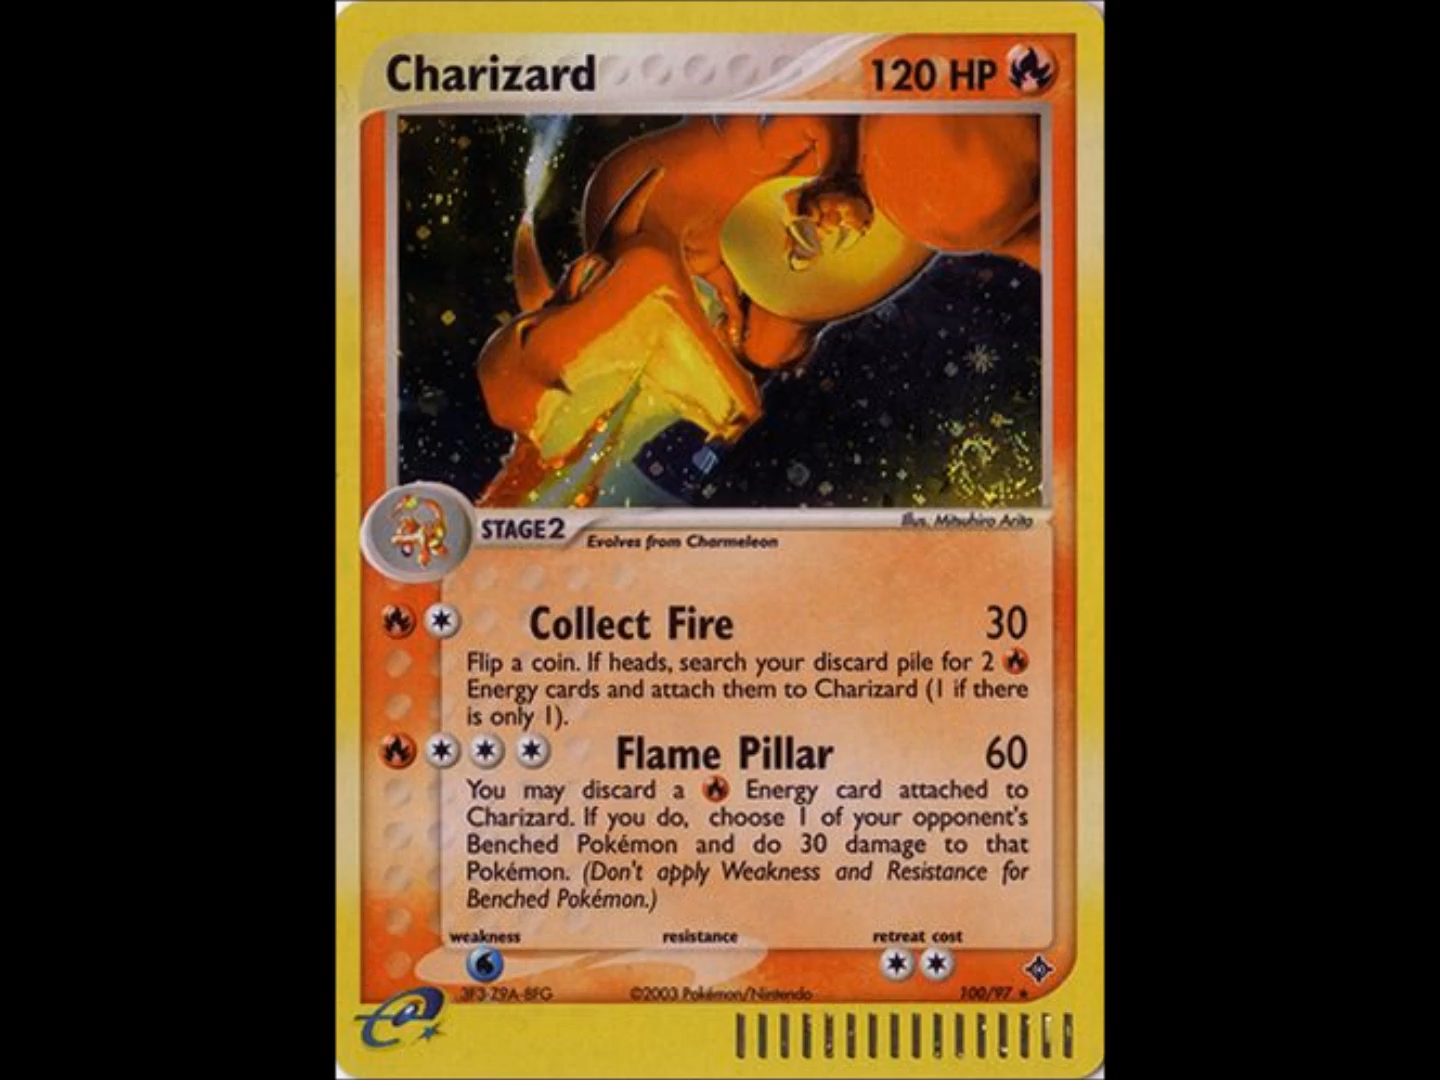 Charizard 120 HP
STAGE2
Illus. Mitsuhiro Arita
Evolves from Charmeleon
Collect Fire 30
Flip a coin. If heads, search your discard pile for 2
Energy cards and attach them to Charizard (1 if there
is only 1).
Flame Pillar 60
You may discard a Energy card attached to
Charizard. If you do, choose 1 of your opponent's
Benched Pokémon and do 30 damage to that
Pokémon. (Don't apply Weakness and Resistance for
Benched Pokémon.)
weakness resistance retreat cost
3F3-Z9A-8FG ©2003 Pokémon/Nintendo 100/97
e